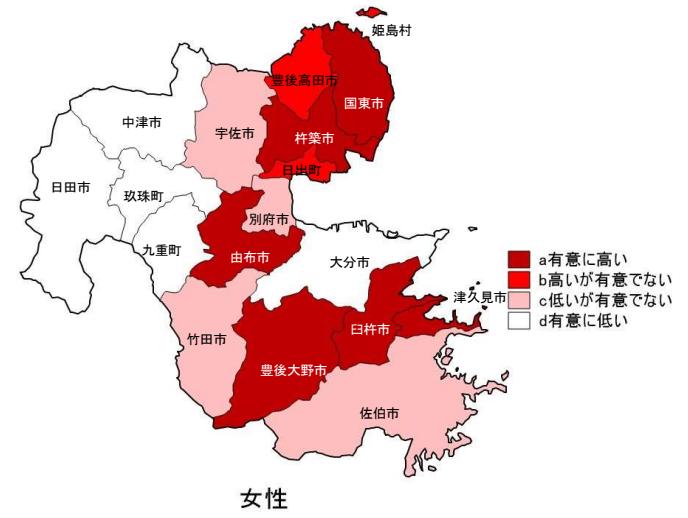 姫島村
豊後高田市
国東市
中津市
宇佐市
杵築市
日出町
日田市
玖珠町
別府市
九重町
由布市
大分市
a有意に高い
b高いが有意でない
c低いが有意でない
d有意に低い
津久見市
臼杵市
竹田市
豊後大野市
佐伯市
女性